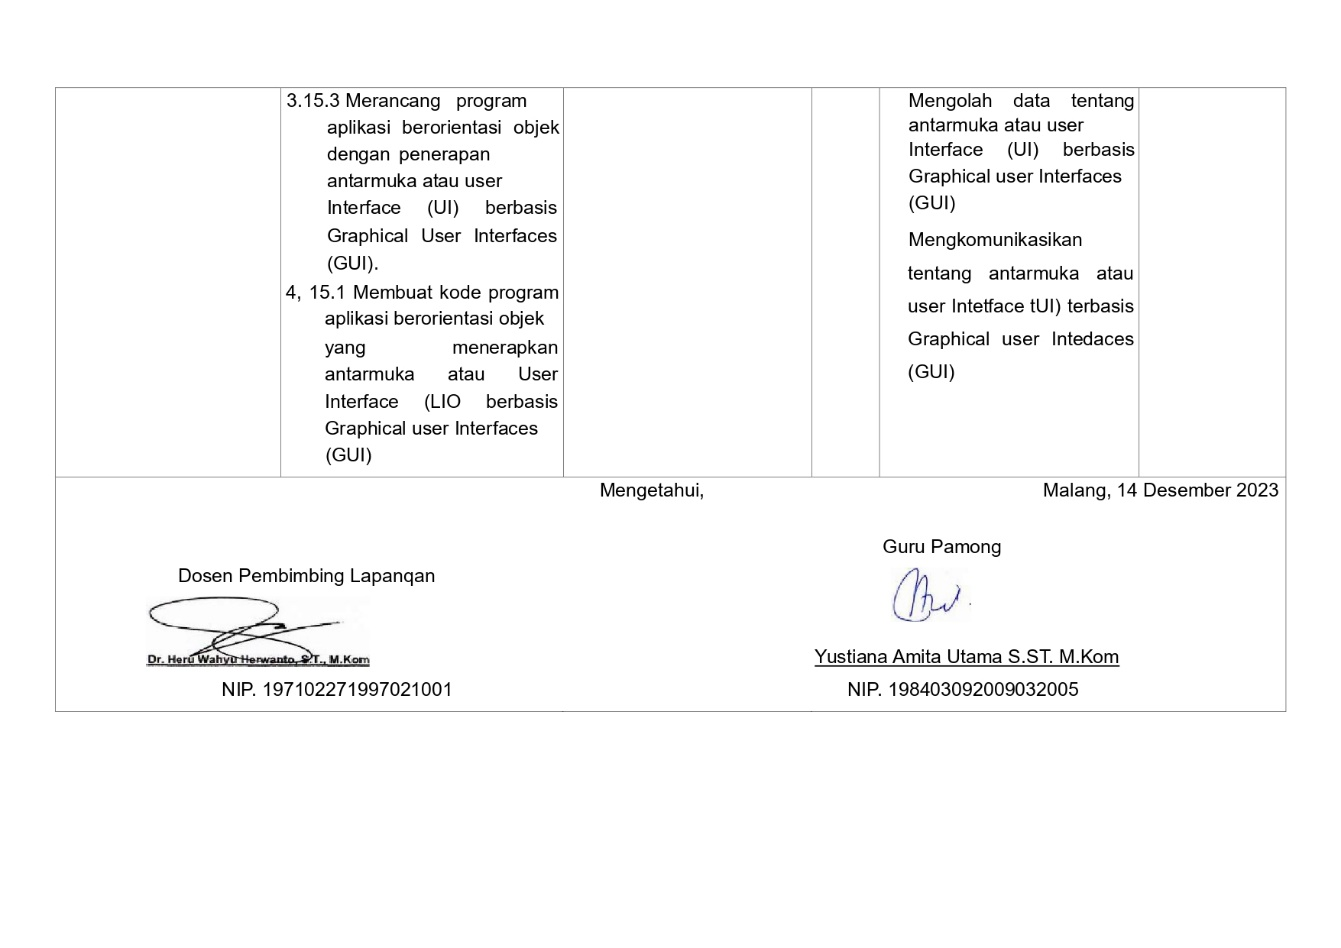 3.15.3 Merancang program
aplikasi berorientasi objek
dengan penerapan
antarmuka atau user
Interface (UI) berbasis
Graphical User Interfaces
(GUI).
4, 15.1 Membuat kode program
aplikasi berorientasi objek
yang menerapkan
antarmuka atau User
Interface (LIO berbasis
Graphical user Interfaces
(GUI)
Mengolah data tentang
antarmuka atau user
Interface (UI) berbasis
Graphical user Interfaces
(GUI)
Mengkomunikasikan
tentang antarmuka atau
user Intetface tUI) terbasis
Graphical user Intedaces
(GUI)
Mengetahui,
Malang, 14 Desember 2023
Guru Pamong
Dosen Pembimbing Lapanqan
Dr. Heru Wahyu Herwanto, S.T., M.Kom
Yustiana Amita Utama S.ST. M.Kom
NIP. 197102271997021001
NIP. 198403092009032005